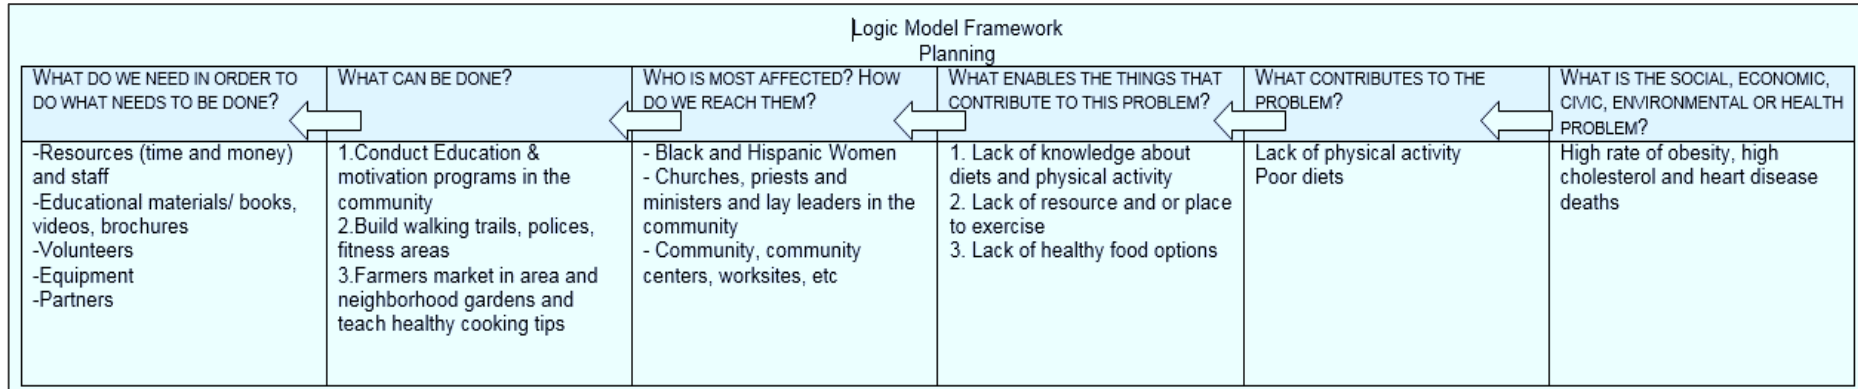 Logic Model Framework
Planning
WHAT DO WE NEED IN ORDER TO
DO WHAT NEEDS TO BE DONE?
WHAT CAN BE DONE?
WHO IS MOST AFFECTED? HOW
DO WE REACH THEM?
WHAT ENABLES THE THINGS THAT
CONTRIBUTE TO THIS PROBLEM?
WHAT CONTRIBUTES TO THE
PROBLEM?
WHAT IS THE SOCIAL, ECONOMIC,
CIVIC, ENVIRONMENTAL OR HEALTH
PROBLEM?
-Resources (time and money)
and staff
-Educational materials/ books,
videos, brochures
-Volunteers
-Equipment
-Partners
1.Conduct Education &
motivation programs in the
community
2.Build walking trails, polices,
fitness areas
3.Farmers market in area and
neighborhood gardens and
teach healthy cooking tips
- Black and Hispanic Women
- Churches, priests and
ministers and lay leaders in the
community
- Community, community
centers, worksites, etc
1. Lack of knowledge about
diets and physical activity
2. Lack of resource and or place
to exercise
3. Lack of healthy food options
Lack of physical activity
Poor diets
High rate of obesity, high
cholesterol and heart disease
deaths